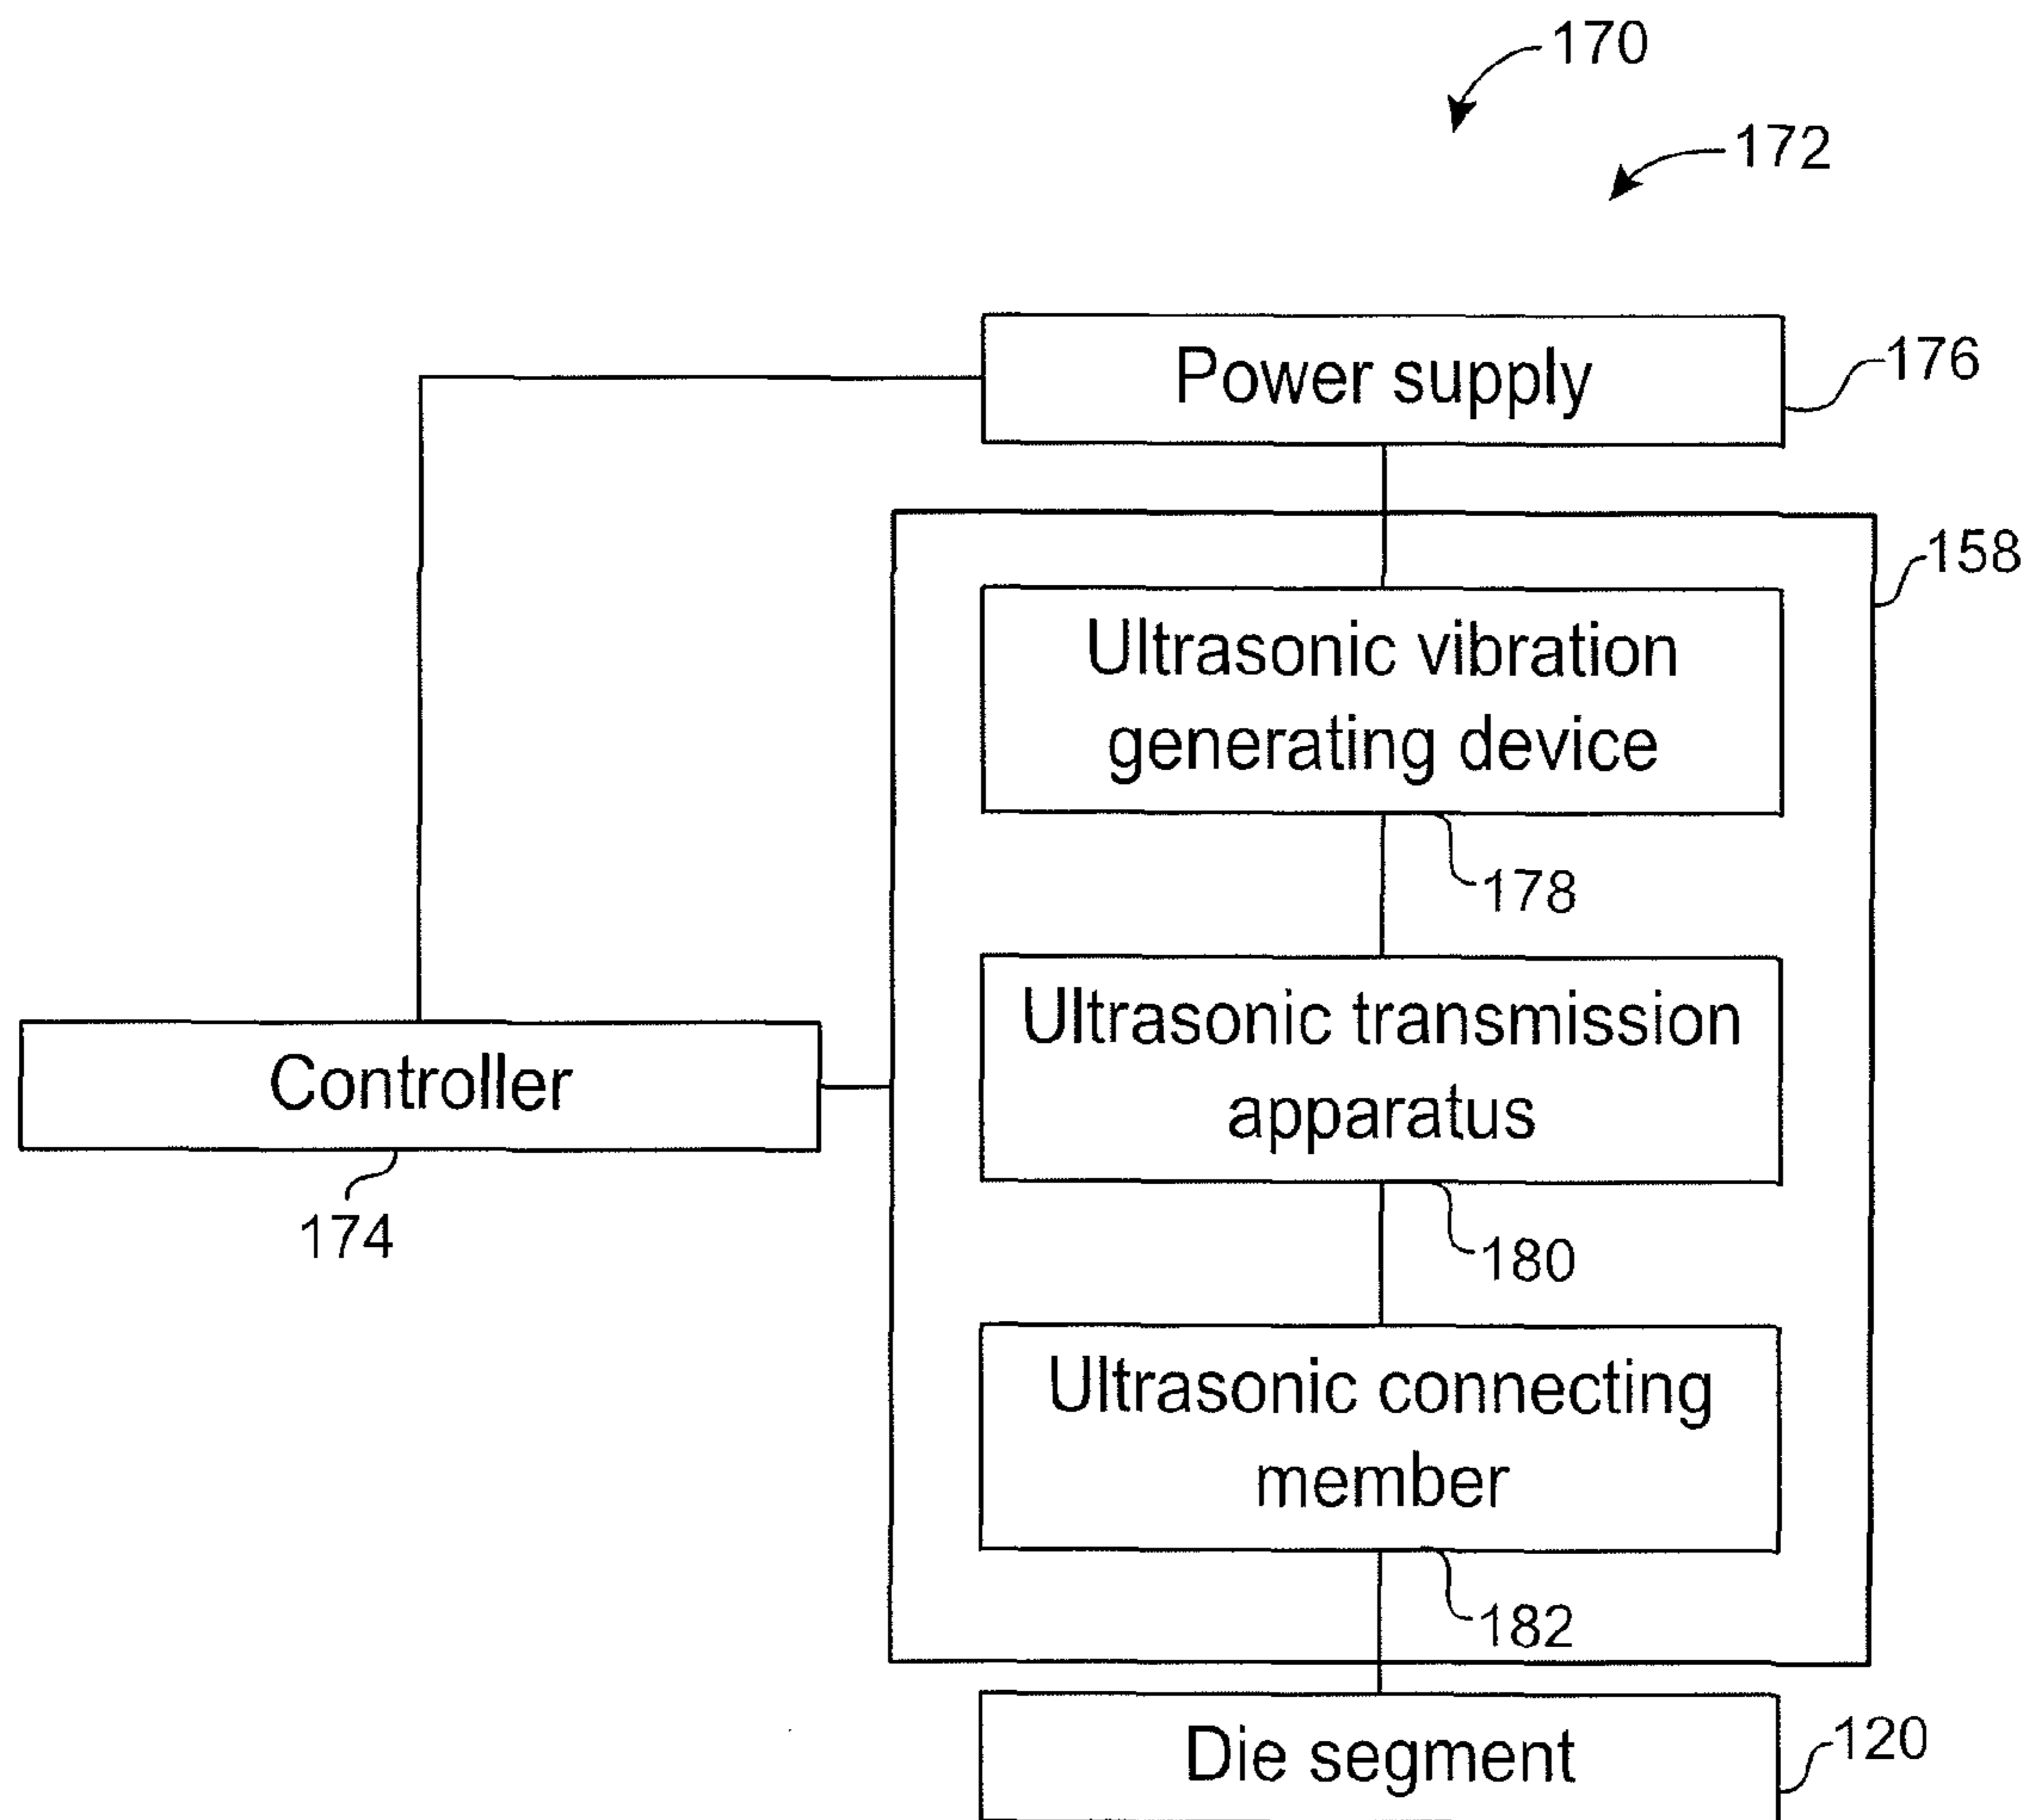 170
172
Power supply
176
158
Ultrasonic vibration
generating device
178
Ultrasonic transmission
apparatus
Controller
174
180
Ultrasonic connecting
member
182
Die segment
120